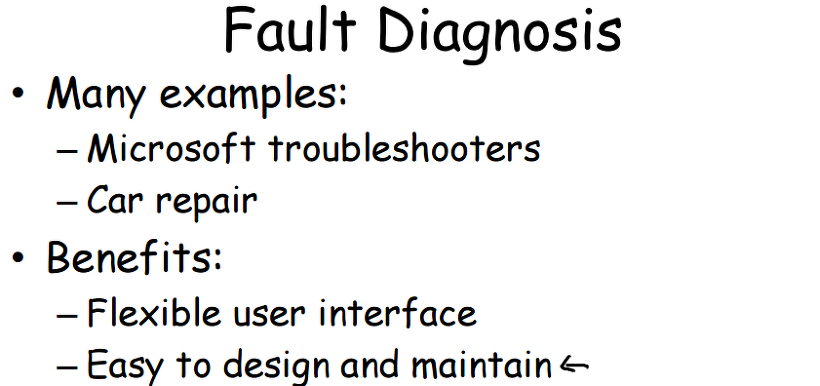 Fault Diagnosis
• Many examples:
– Microsoft troubleshooters
– Car repair
• Benefits:
– Flexible user interface
– Easy to design and maintain ←